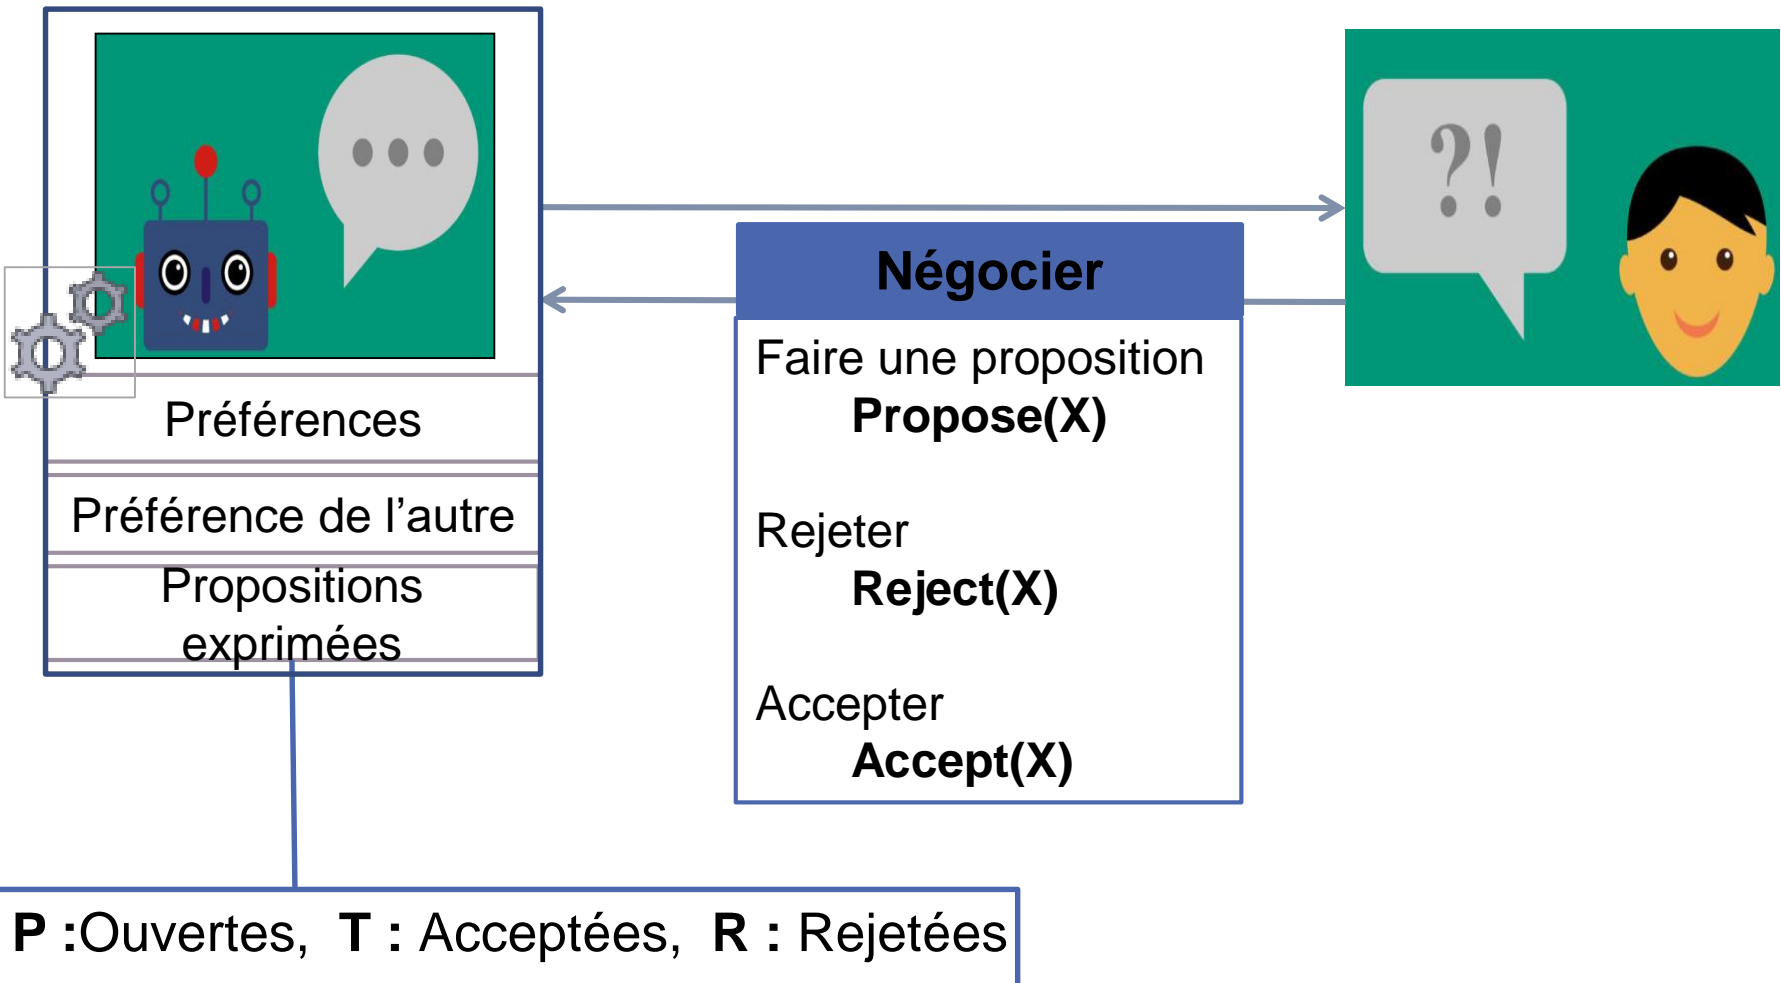 ?!
Négocier
Faire une proposition
Propose(X)
Rejeter
Reject(X)
Accepter
Accept(X)
Préférences
Préférence de l’autre
Propositions
exprimées
P :Ouvertes, T : Acceptées, R : Rejetées